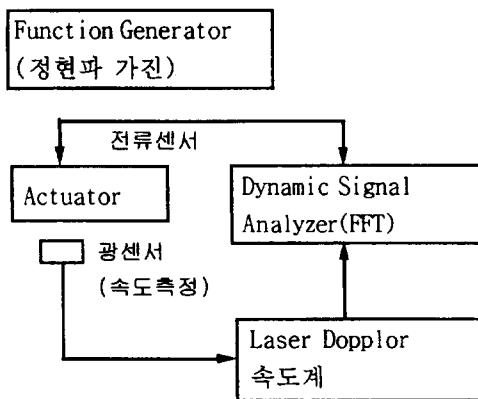 Function Generator
(정현파 가진)
전류센서
Actuator
Dynamic Signal
Analyzer(FFT)
광센서
(속도측정)
Laser Dopplor
속도계